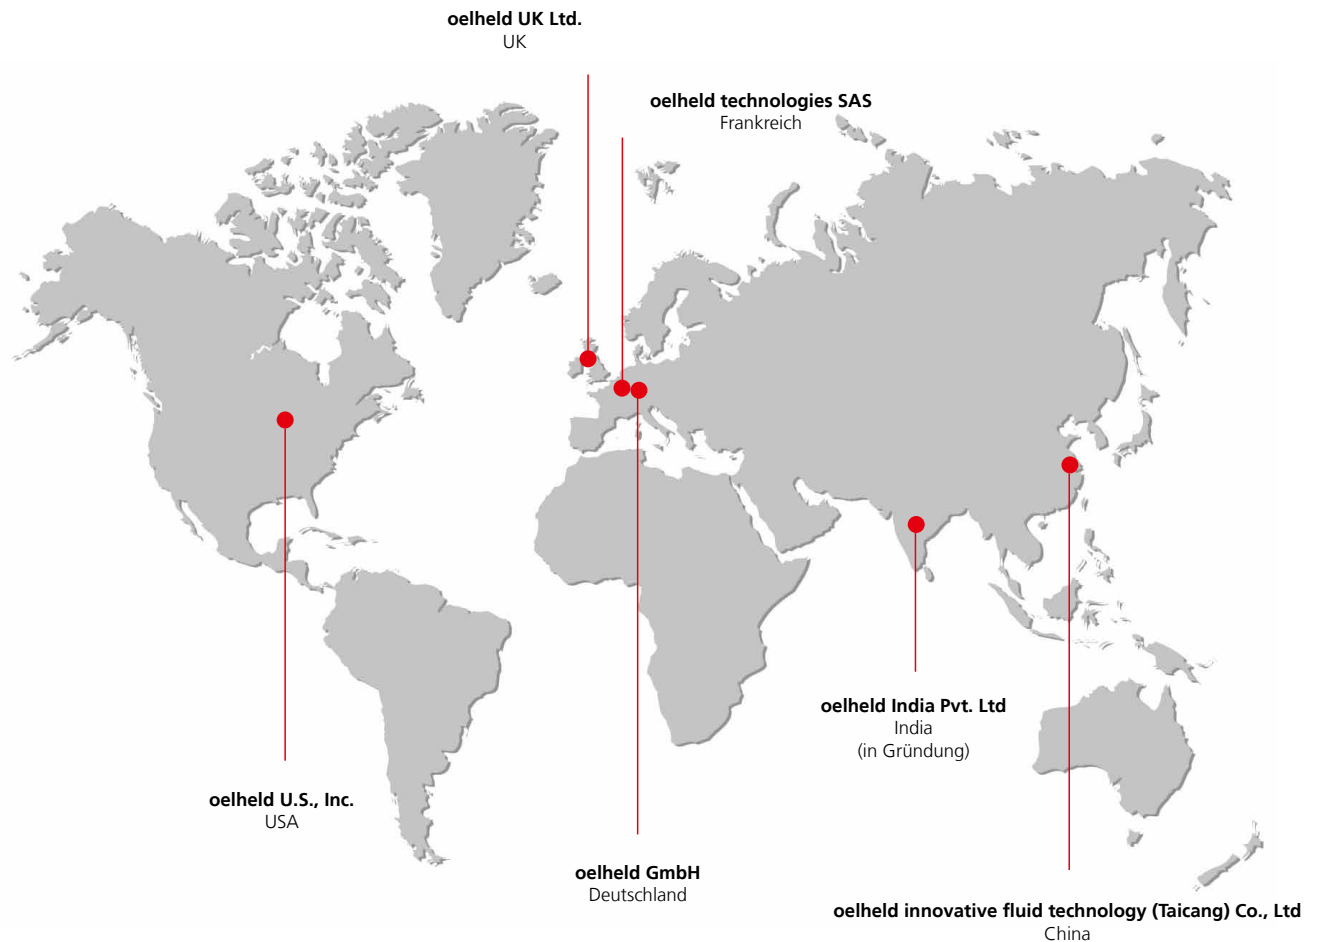 oelheld UK Ltd.
UK
oelheld technologies SAS
Frankreich
oelheld India Pvt. Ltd
India
(in Gründung)
oelheld U.S., Inc.
USA
oelheld GmbH
Deutschland
oelheld innovative fluid technology (Taicang) Co., Ltd
China